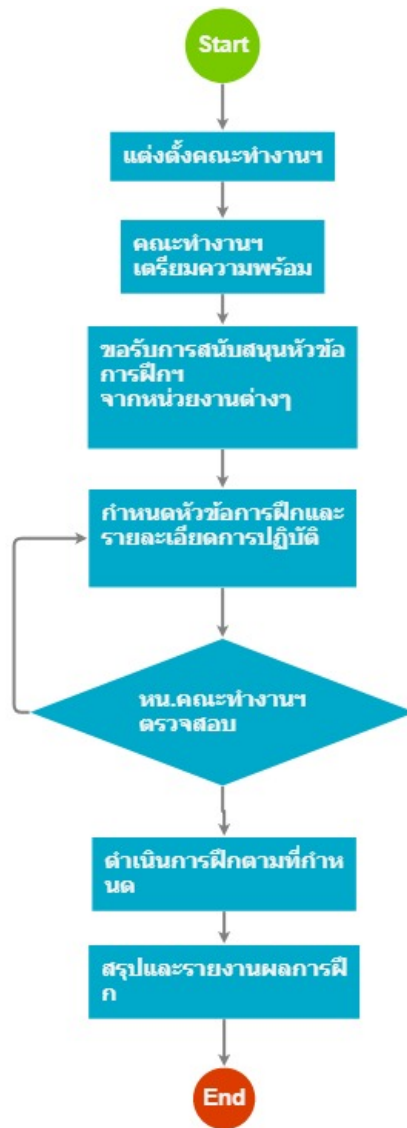 Start
แต่งตั้งคณะทำงานฯ
คณะทำงานฯ
เตรียมความพร้อม
ขอรับการสนับสนุนหัวข้อ
การฝึกฯ
จากหน่วยงานต่างๆ
กำหนดหัวข้อการฝึกและ
รายละเอียดการปฏิบัติ
หน.คณะทำงานฯ
ตรวจสอบ
ดำเนินการฝึกตามที่กำห
นด
สรุปและรายงานผลการฝึ
ก
End